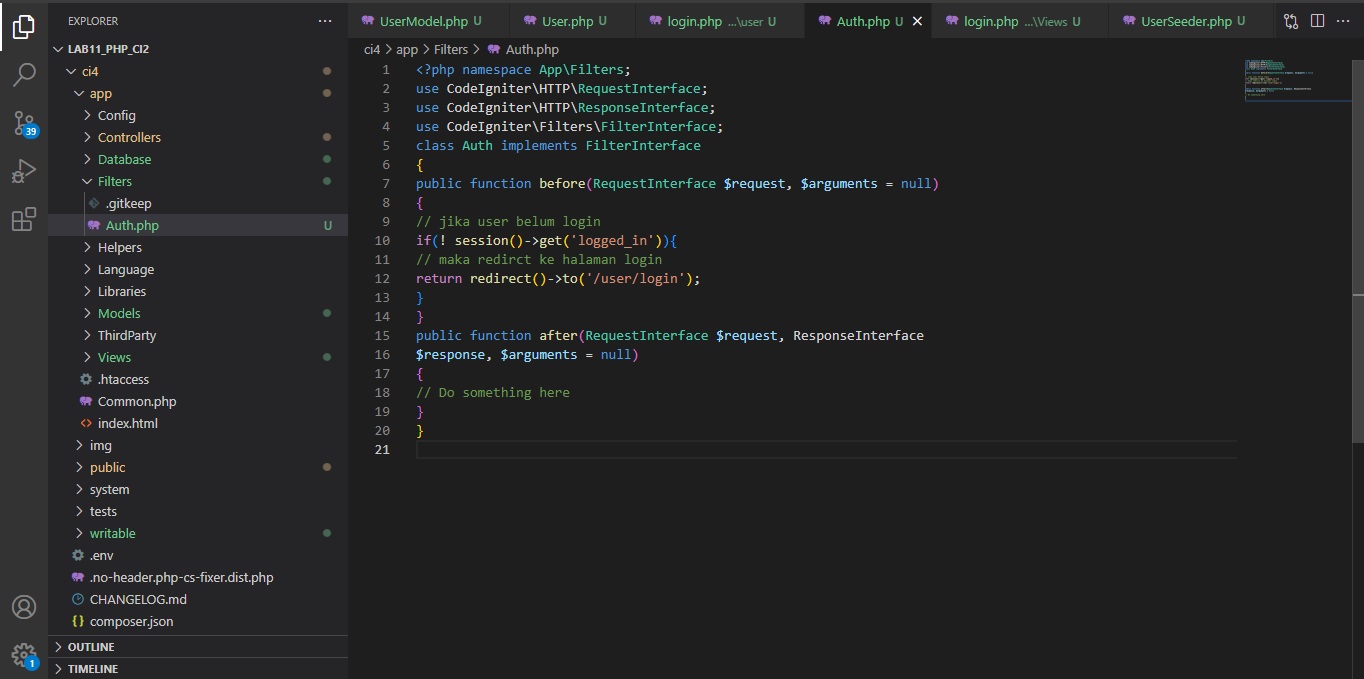 EXPLORER
LAB11_PHP_CI2
ci4
app
Config
Controllers
Database
Filters
.gitkeep
Auth.php U
Helpers
Language
Libraries
Models
ThirdParty
Views
.htaccess
Common.php
index.html
img
public
system
tests
writable
.env
.no-header.php-cs-fixer.dist.php
CHANGELOG.md
composer.json
OUTLINE
TIMELINE
39
1
UserModel.php U
User.php U
login.php ...\user U
Auth.php U
login.php ...\Views U
UserSeeder.php U
ci4 > app > Filters > Auth.php
1 <?php namespace App\Filters;
2 use CodeIgniter\HTTP\RequestInterface;
3 use CodeIgniter\HTTP\ResponseInterface;
4 use CodeIgniter\Filters\FilterInterface;
5 class Auth implements FilterInterface
6 {
7 public function before(RequestInterface $request, $arguments = null)
8 {
9 // jika user belum login
10 if(! session()->get('logged_in')){
11 // maka redirct ke halaman login
12 return redirect()->to('/user/login');
13 }
14 }
15 public function after(RequestInterface $request, ResponseInterface
16 $response, $arguments = null)
17 {
18 // Do something here
19 }
20 }
21